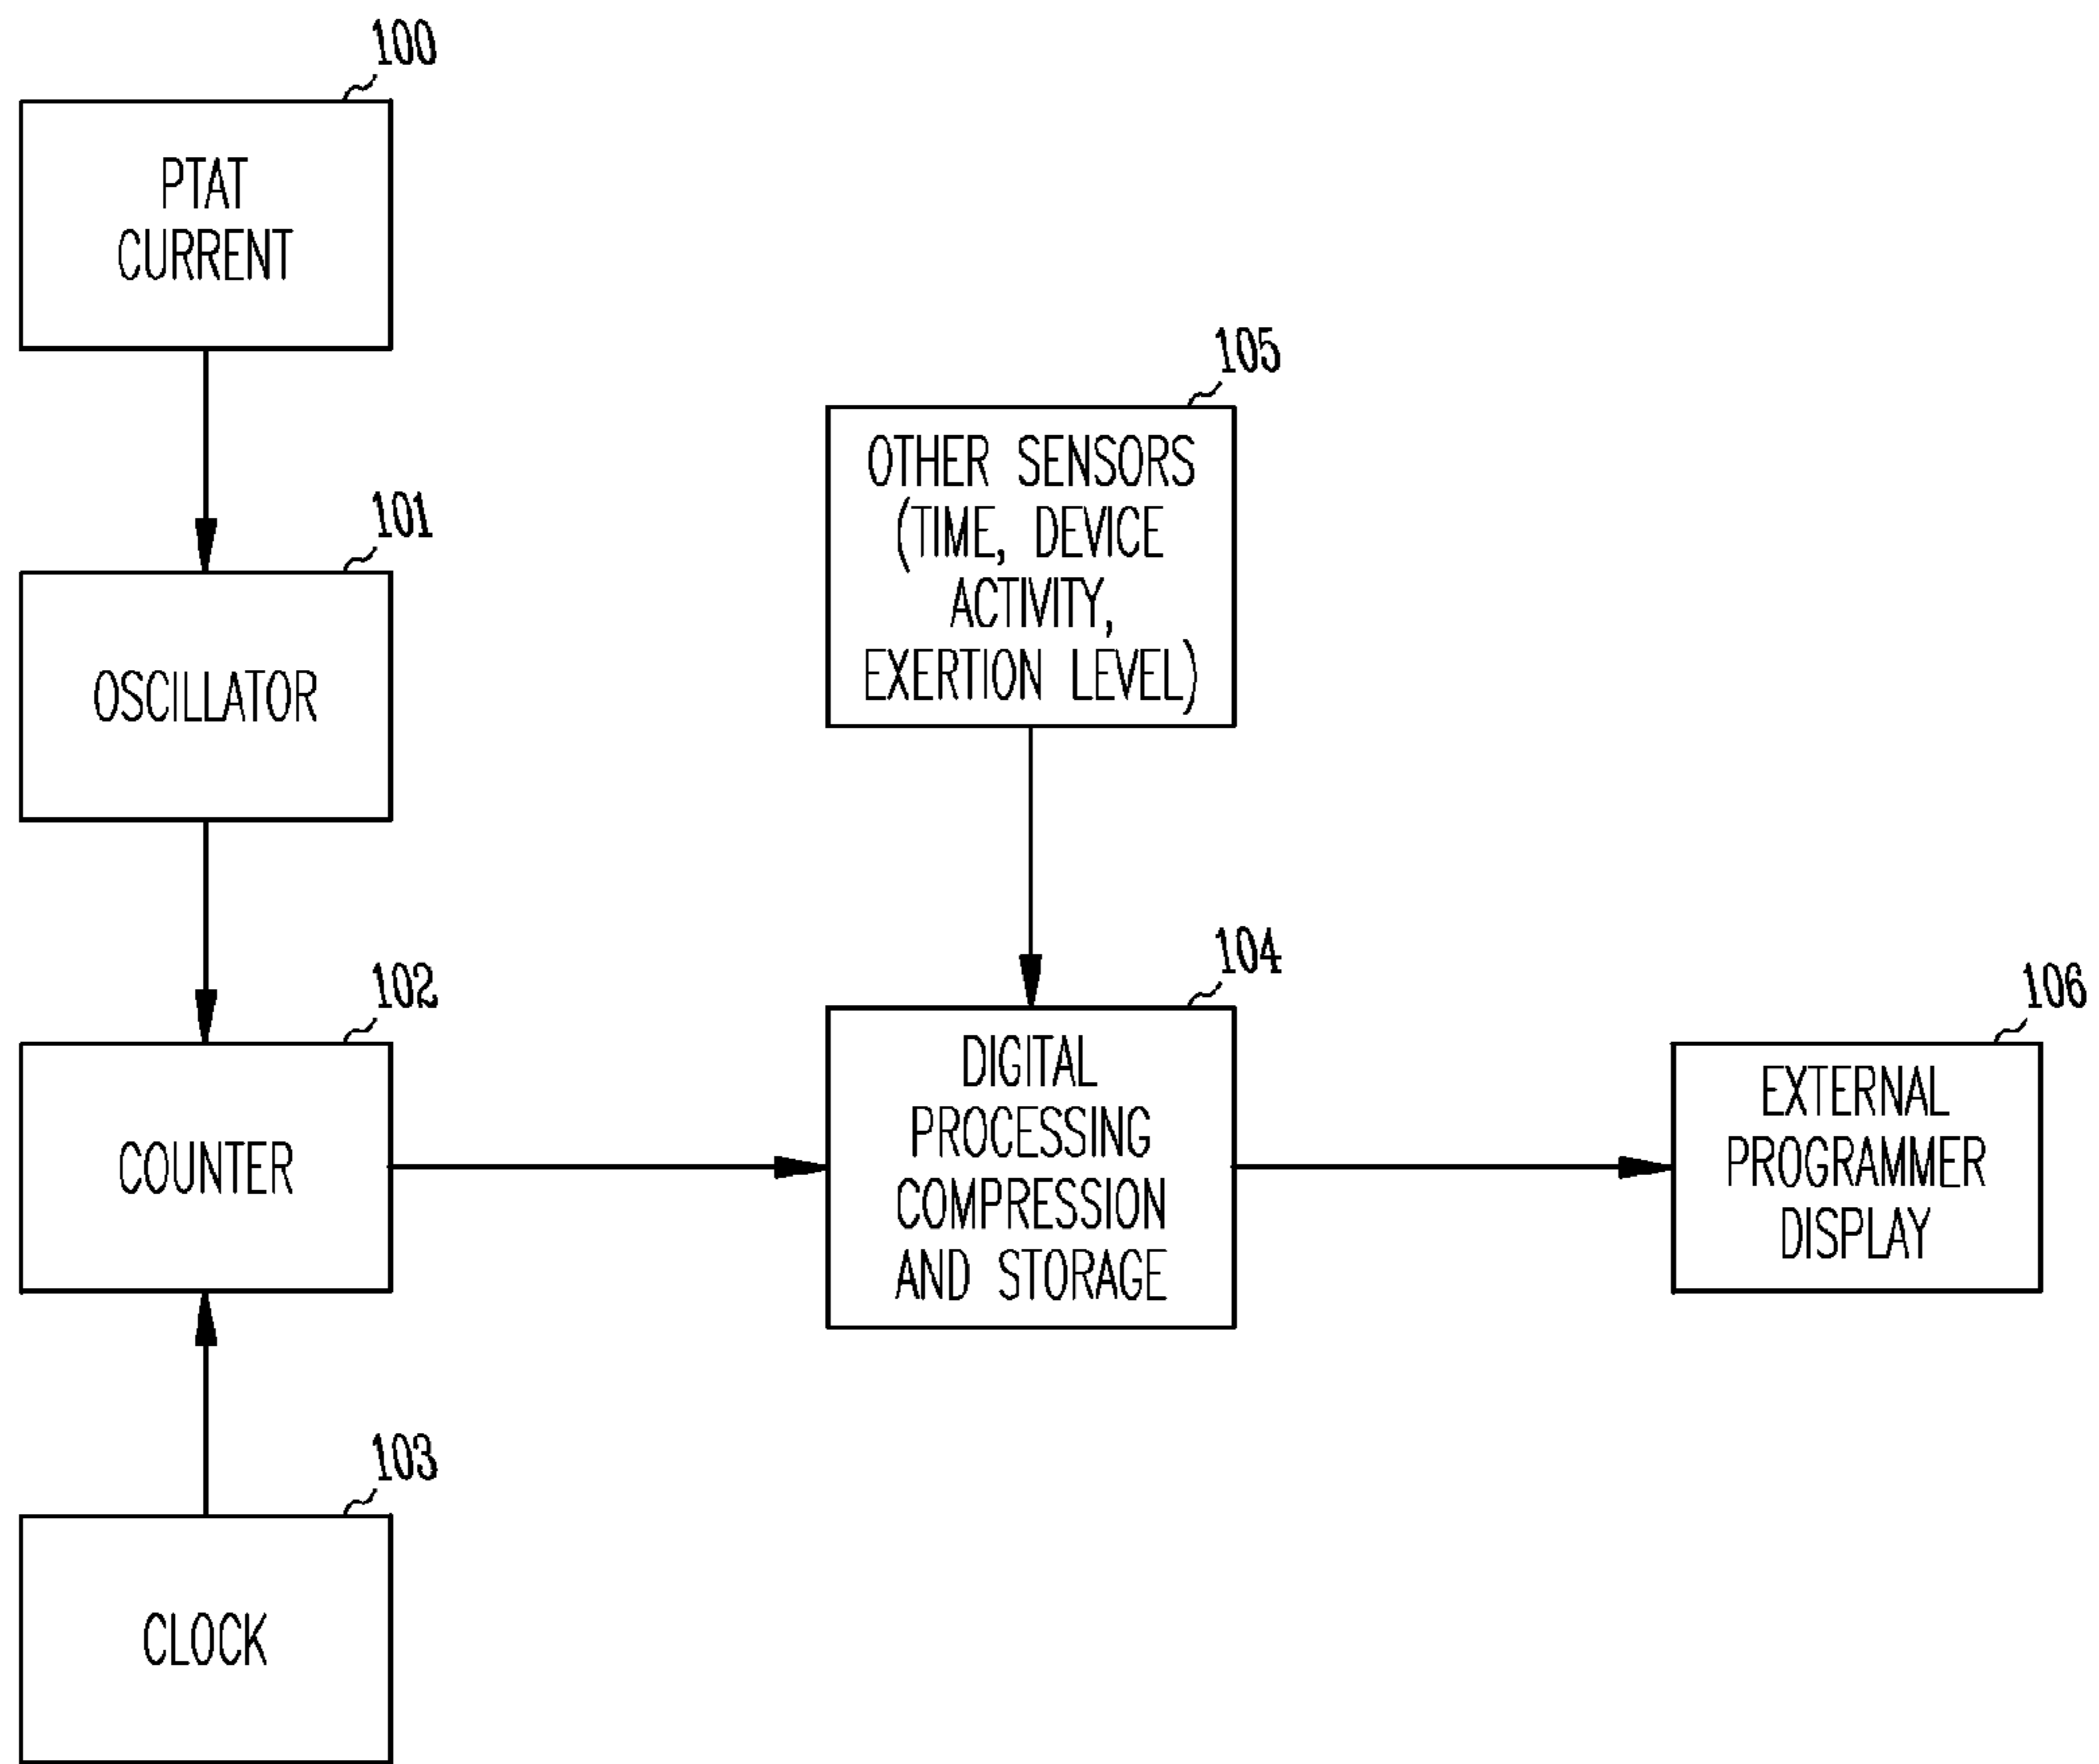 100
PTAT
CURRENT
101
OSCILLATOR
102
COUNTER
103
CLOCK
105
OTHER SENSORS
(TIME, DEVICE
ACTIVITY,
EXERTION LEVEL)
104
DIGITAL
PROCESSING
COMPRESSION
AND STORAGE
106
EXTERNAL
PROGRAMMER
DISPLAY